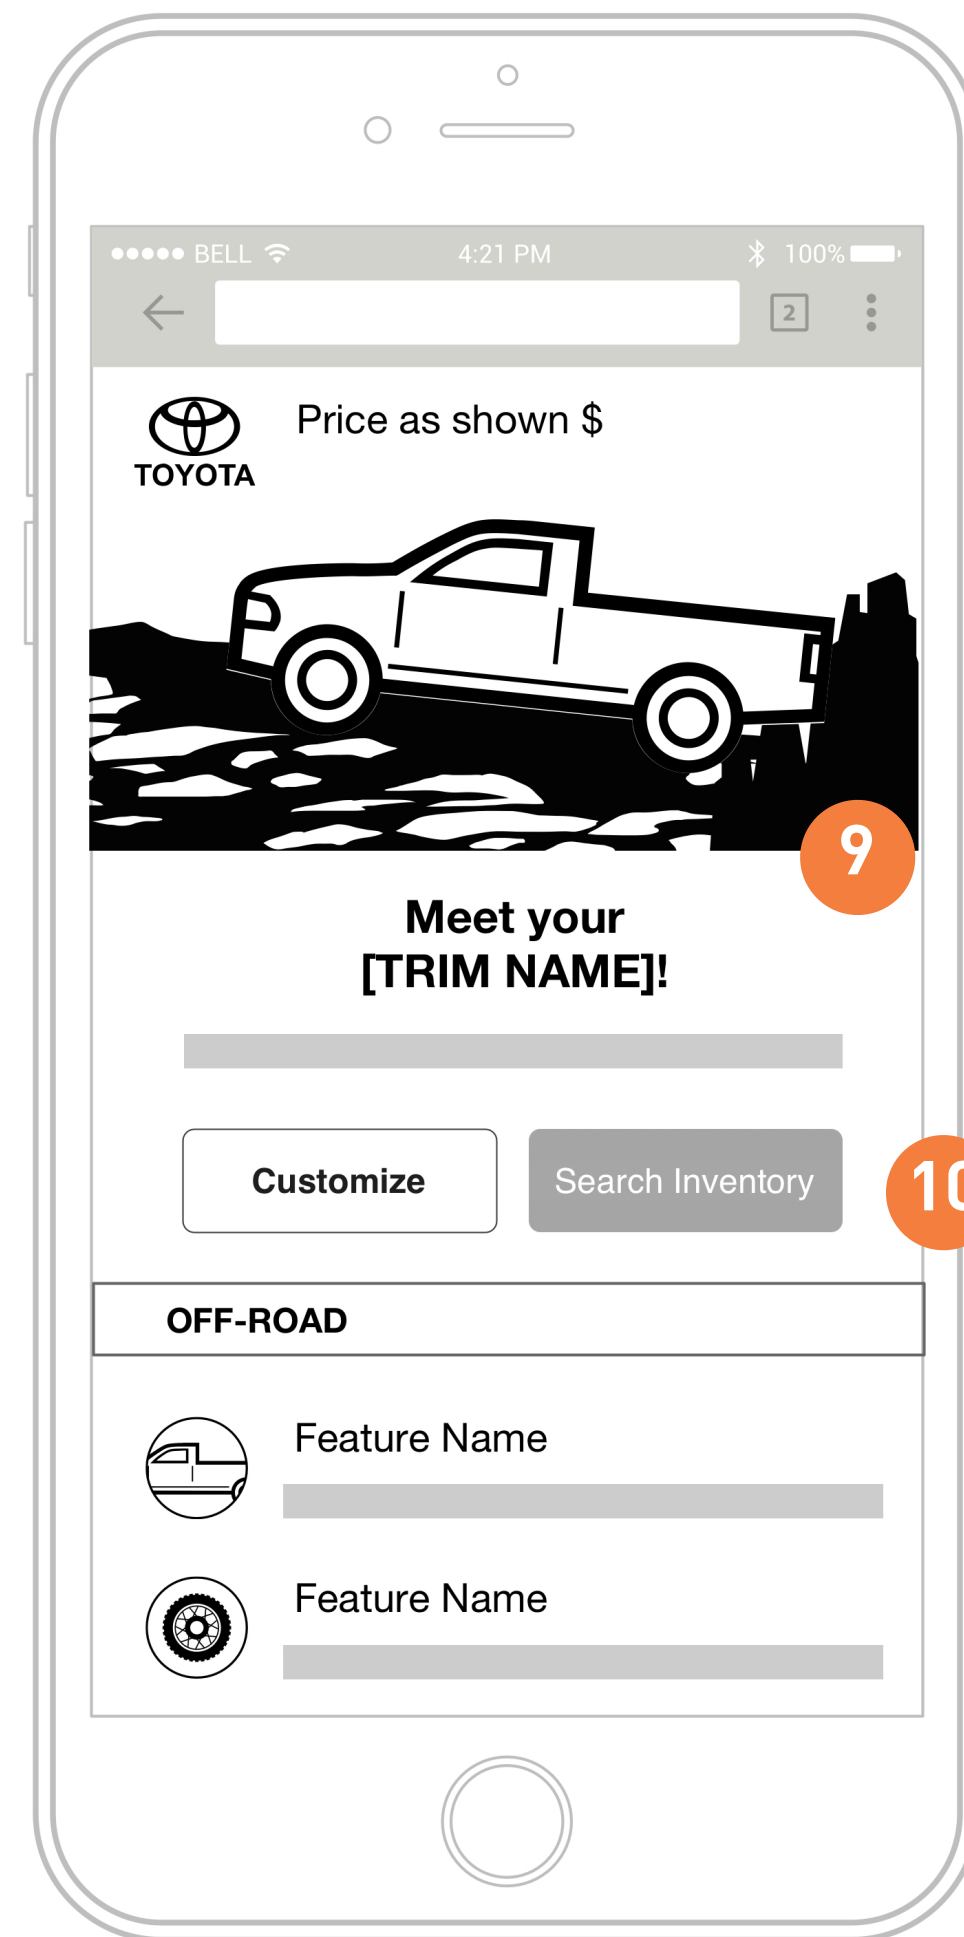 BELL 4:21 PM 100%
2
TOYOTA Price as shown $
9
Meet your
[TRIM NAME]!
Customize Search Inventory
10
OFF-ROAD
Feature Name
Feature Name